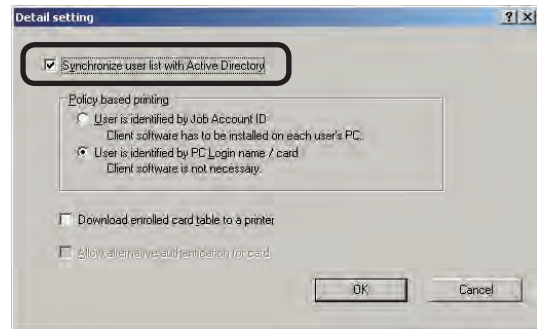 Detail setting
Synchronize user list with Active Directory
Policy based printing
User is identified by Job Account ID
Client software has to be installed on each user's PC.
User is identified by PC Login name / card
Client software is not necessary.
Download enrolled card table to a printer
Allow alternative authentication for card
OK Cancel